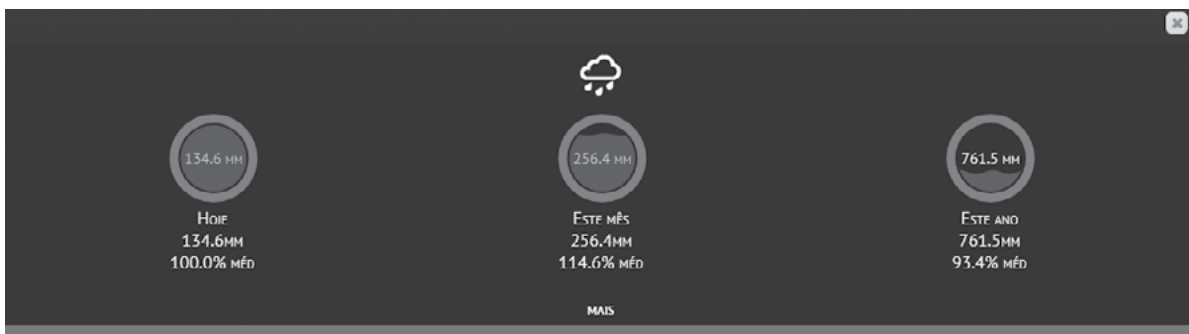 134.6 MM
256.4 MM
761.5 MM
HOJE
134.6MM
100.0% MÉD
ESTE MÊS
256.4MM
114.6% MÉD
ESTE ANO
761.5MM
93.4% MÉD
MAIS